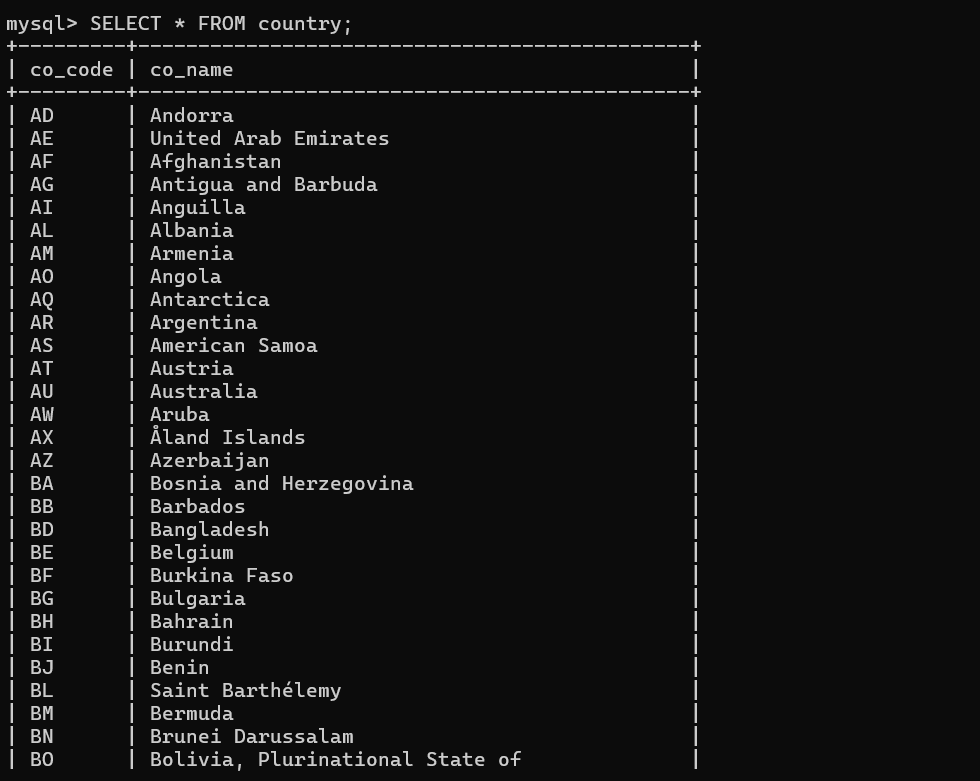 mysql> SELECT * FROM country;
+---------+----------------------------------------------+
| co_code | co_name                                      |
+---------+----------------------------------------------+
| AD      | Andorra                                      |
| AE      | United Arab Emirates                         |
| AF      | Afghanistan                                  |
| AG      | Antigua and Barbuda                          |
| AI      | Anguilla                                     |
| AL      | Albania                                      |
| AM      | Armenia                                      |
| AO      | Angola                                       |
| AQ      | Antarctica                                   |
| AR      | Argentina                                    |
| AS      | American Samoa                               |
| AT      | Austria                                      |
| AU      | Australia                                    |
| AW      | Aruba                                        |
| AX      | Åland Islands                                |
| AZ      | Azerbaijan                                   |
| BA      | Bosnia and Herzegovina                       |
| BB      | Barbados                                     |
| BD      | Bangladesh                                   |
| BE      | Belgium                                      |
| BF      | Burkina Faso                                 |
| BG      | Bulgaria                                     |
| BH      | Bahrain                                      |
| BI      | Burundi                                      |
| BJ      | Benin                                        |
| BL      | Saint Barthélemy                             |
| BM      | Bermuda                                      |
| BN      | Brunei Darussalam                            |
| BO      | Bolivia, Plurinational State of              |